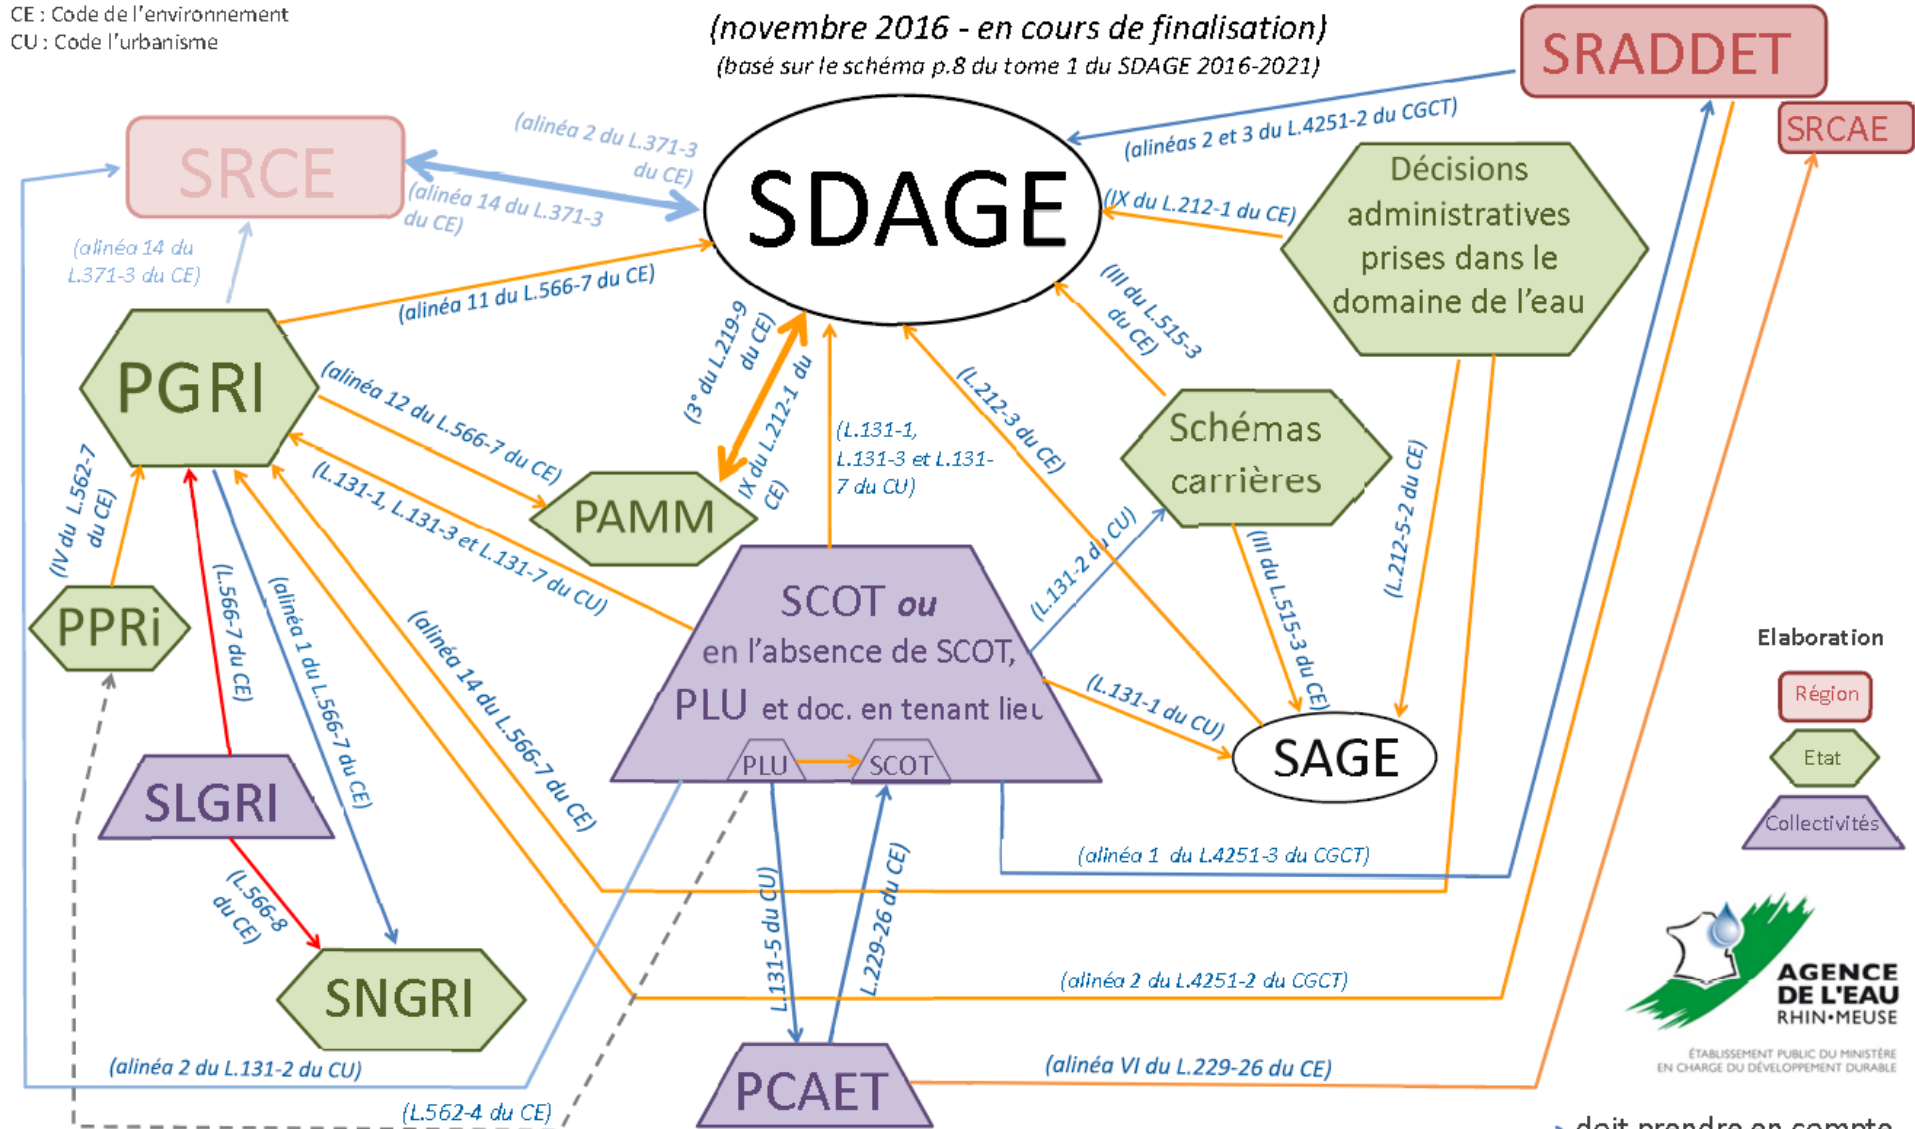 CE : Code de l'environnement
CU : Code l'urbanisme
(novembre 2016 - en cours de finalisation)
(basé sur le schéma p.8 du tome 1 du SDAGE 2016-2021)
SRADDET
SRCAE
(alinéas 2 et 3 du L.4251-2 du CGCT)
SRCE
(alinéa 2 du L.371-3
du CE)
(alinéa 14 du L.371-3
du CE)
SDAGE
(IX du L.212-1 du CE)
Décisions
administratives
prises dans le
domaine de l'eau
(alinéa 14 du
L.371-3 du CE)
(alinéa 11 du L.566-7 du CE)
(III du L.515-3
du CE)
PGRI
(alinéa 12 du L.566-7 du CE)
(3° du L.219-9
du CE)
IX du L.212-1 du
CE)
(L.131-1,
L.131-3 et L.131-
7 du CU)
(L.212-3 du CE)
Schémas
carrières
(L.212-5-2 du CE)
(L.131-1, L.131-3 et L.131-7 du CU)
PAMM
(IV du L.562-7
du CE)
(L.131-2 du CU)
(III du L.515-3 du CE)
PPRi
(L.566-7 du CE)
(alinéa 1 du L.566-7 du CE)
(alinéa 14 du L.566-7 du CE)
SCOT ou
en l'absence de SCOT,
PLU et doc. en tenant lieu
PLU
SCOT
(L.131-1 du CU)
SAGE
Elaboration
Région
Etat
Collectivités
SLGRI
(L.566-8
du CE)
(alinéa 1 du L.4251-3 du CGCT)
L.131-5 du CU)
L.229-26 du CE)
SNGRI
(alinéa 2 du L.4251-2 du CGCT)
AGENCE
DE L'EAU
RHIN•MEUSE
ÉTABLISSEMENT PUBLIC DU MINISTÈRE
EN CHARGE DU DÉVELOPPEMENT DURABLE
(alinéa 2 du L.131-2 du CU)
(alinéa VI du L.229-26 du CE)
PCAET
(L.562-4 du CE)
doit prendre en compte